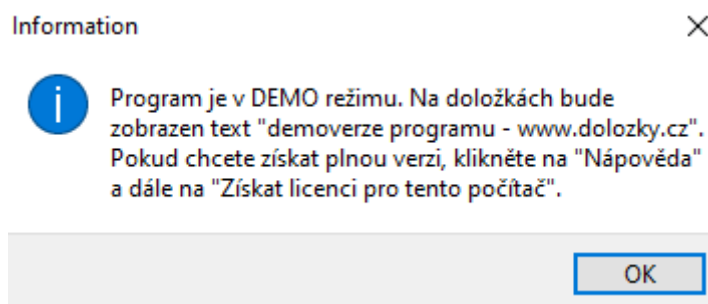 Information
Program je v DEMO režimu. Na doložkách bude
zobrazen text "demoverze programu - www.dolozky.cz".
Pokud chcete získat plnou verzi, klikněte na "Nápověda"
a dále na "Získat licenci pro tento počítač".
OK